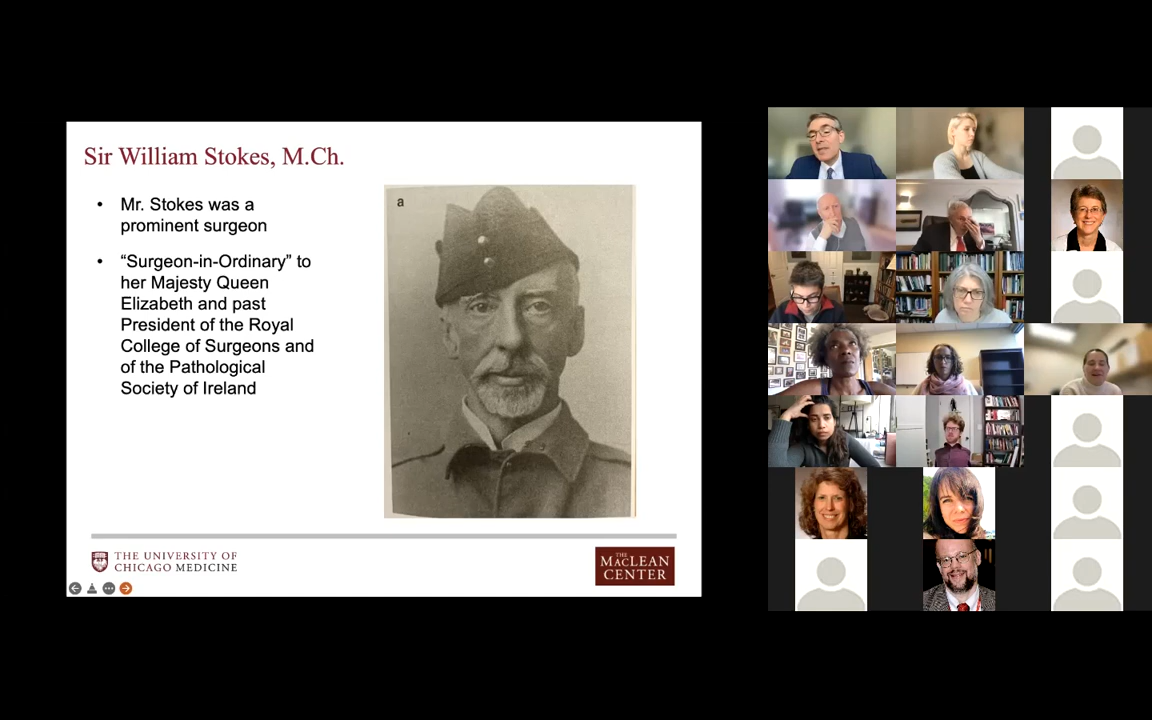 Sir William Stokes, M.Ch.
• Mr. Stokes was a
prominent surgeon
• “Surgeon-in-Ordinary” to
her Majesty Queen
Elizabeth and past
President of the Royal
College of Surgeons and
of the Pathological
Society of Ireland
a
THE UNIVERSITY OF
CHICAGO MEDICINE
THE
MACLEAN
CENTER